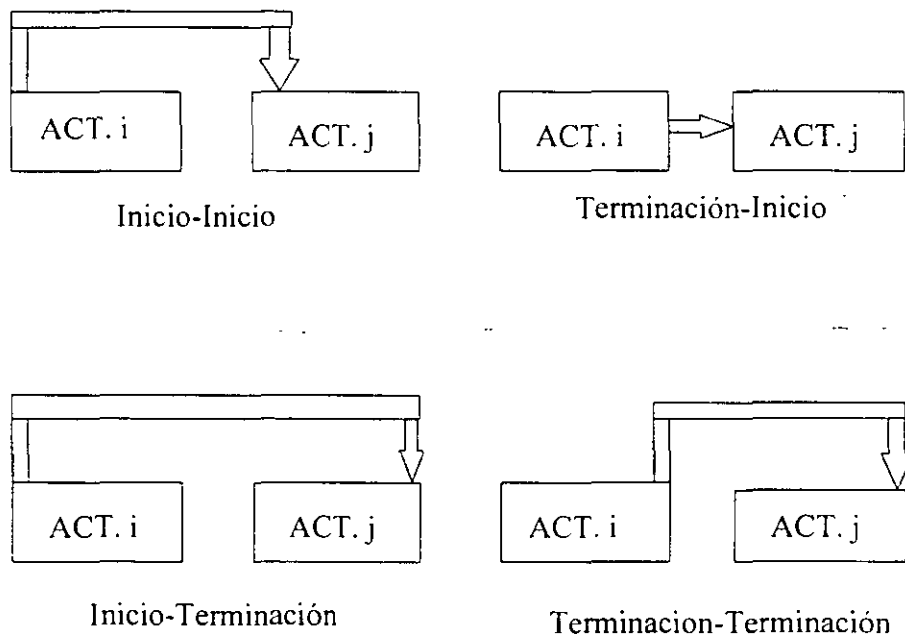 ACT. i
ACT. j
Inicio-Inicio
ACT. i
ACT. j
Terminación-Inicio
ACT. i
ACT. j
Inicio-Terminación
ACT. i
ACT. j
Terminacion-Terminación